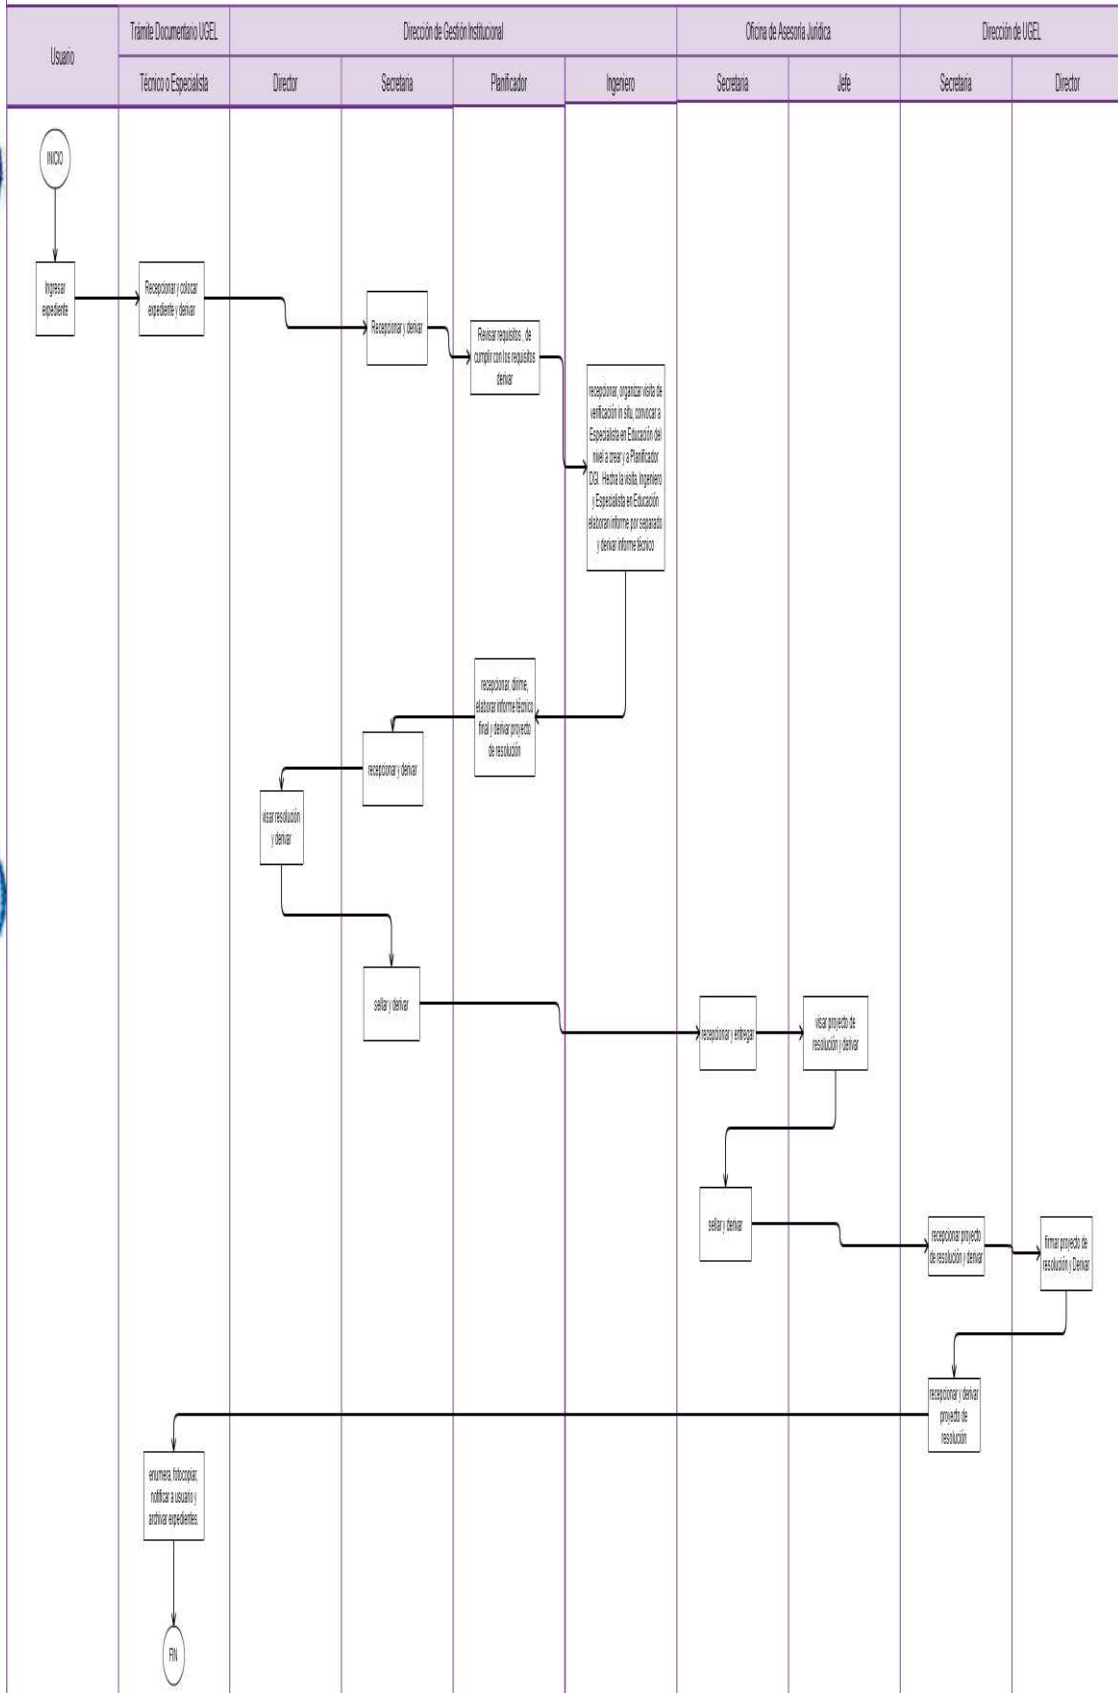 Usuario
Trámite Documentario UGEL
Dirección de Gestión Institucional
Oficina de Asesoría Jurídica
Dirección de UGEL
Técnico o Especialista
Director
Secretaria
Planificador
Ingeniero
Secretaria
Jefe
Secretaria
Director
INICIO
Ingresar
expediente
Recepcionar y colocar
expediente y derivar
Recepcionar y derivar
Revisar requisitos , de
cumplir con los requisitos
derivar
recepcionar, organizar visita de
verificación in situ, convocar a
Especialista en Educación del
nivel a crear y a Planificador
DGI. Hecha la visita, Ingeniero
y Especialista en Educación
elaboran informe por separado
y derivar informe técnico
recepcionar, dirime,
elaborar informe técnico
final y derivar proyecto
de resolución
recepcionar y derivar
visar resolución
y derivar
sellar y derivar
recepcionar y entregar
visar proyecto de
resolución y derivar
sellar y derivar
recepcionar proyecto
de resolución y derivar
firmar proyecto de
resolución y Derivar
recepcionar y derivar
proyecto de
resolución
enumera, fotocopiar,
notificar a usuario y
archivar expedientes.
FIN